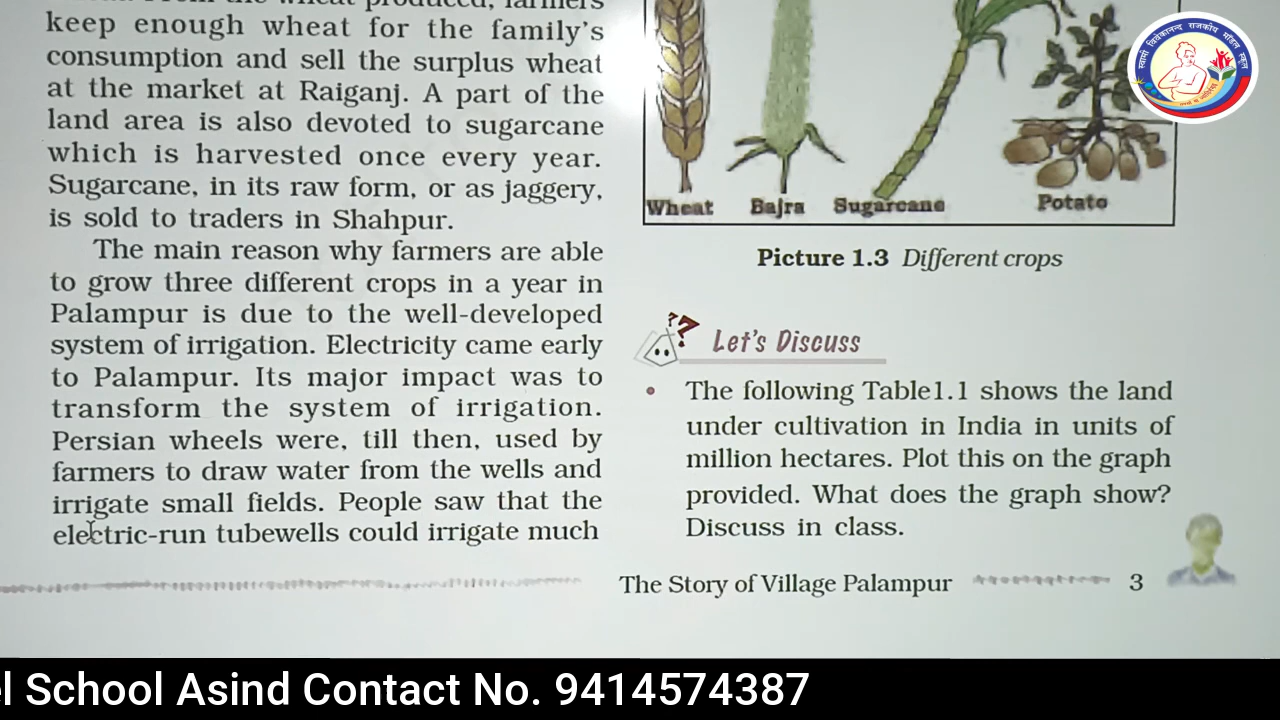 keep enough wheat for the family's
consumption and sell the surplus wheat
at the market at Raiganj. A part of the
land area is also devoted to sugarcane
which is harvested once every year.
Sugarcane, in its raw form, or as jaggery,
is sold to traders in Shahpur.
The main reason why farmers are able
to grow three different crops in a year in
Palampur is due to the well-developed
system of irrigation. Electricity came early
to Palampur. Its major impact was to
transform the system of irrigation.
Persian wheels were, till then, used by
farmers to draw water from the wells and
irrigate small fields. People saw that the
electric-run tubewells could irrigate much
Wheat Bajra Sugarcane Potato
Picture 1.3 Different crops
??
Let's Discuss
• The following Table1.1 shows the land
under cultivation in India in units of
million hectares. Plot this on the graph
provided. What does the graph show?
Discuss in class.
The Story of Village Palampur 3
स्वामी विवेकानन्द राजकीय मॉडल स्कूल
el School Asind Contact No. 9414574387